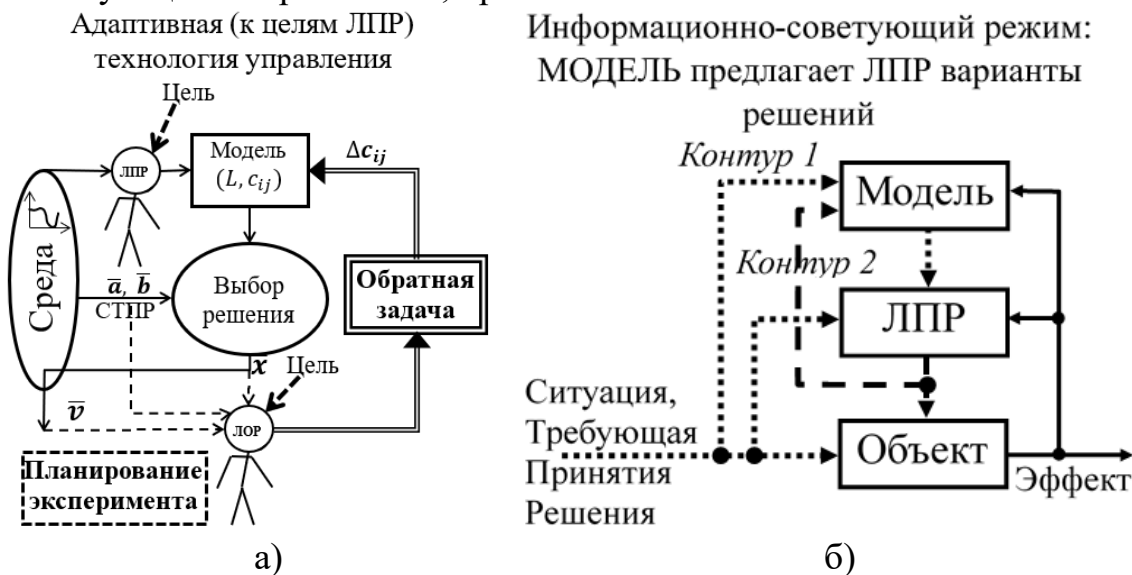 Адаптивная (к целям ЛПР)
технология управления
Цель
ЛПР
Модель
(L, c_ij)
Δc_ij
Среда
a̅, b̅
СТПР
Выбор
решения
Обратная
задача
x̅
Цель
v̅
ЛОР
Планирование
эксперимента
а)
Информационно-советующий режим:
МОДЕЛЬ предлагает ЛПР варианты
решений
Контур 1
Модель
Контур 2
ЛПР
Ситуация,
Требующая
Принятия
Решения
Объект
Эффект
б)